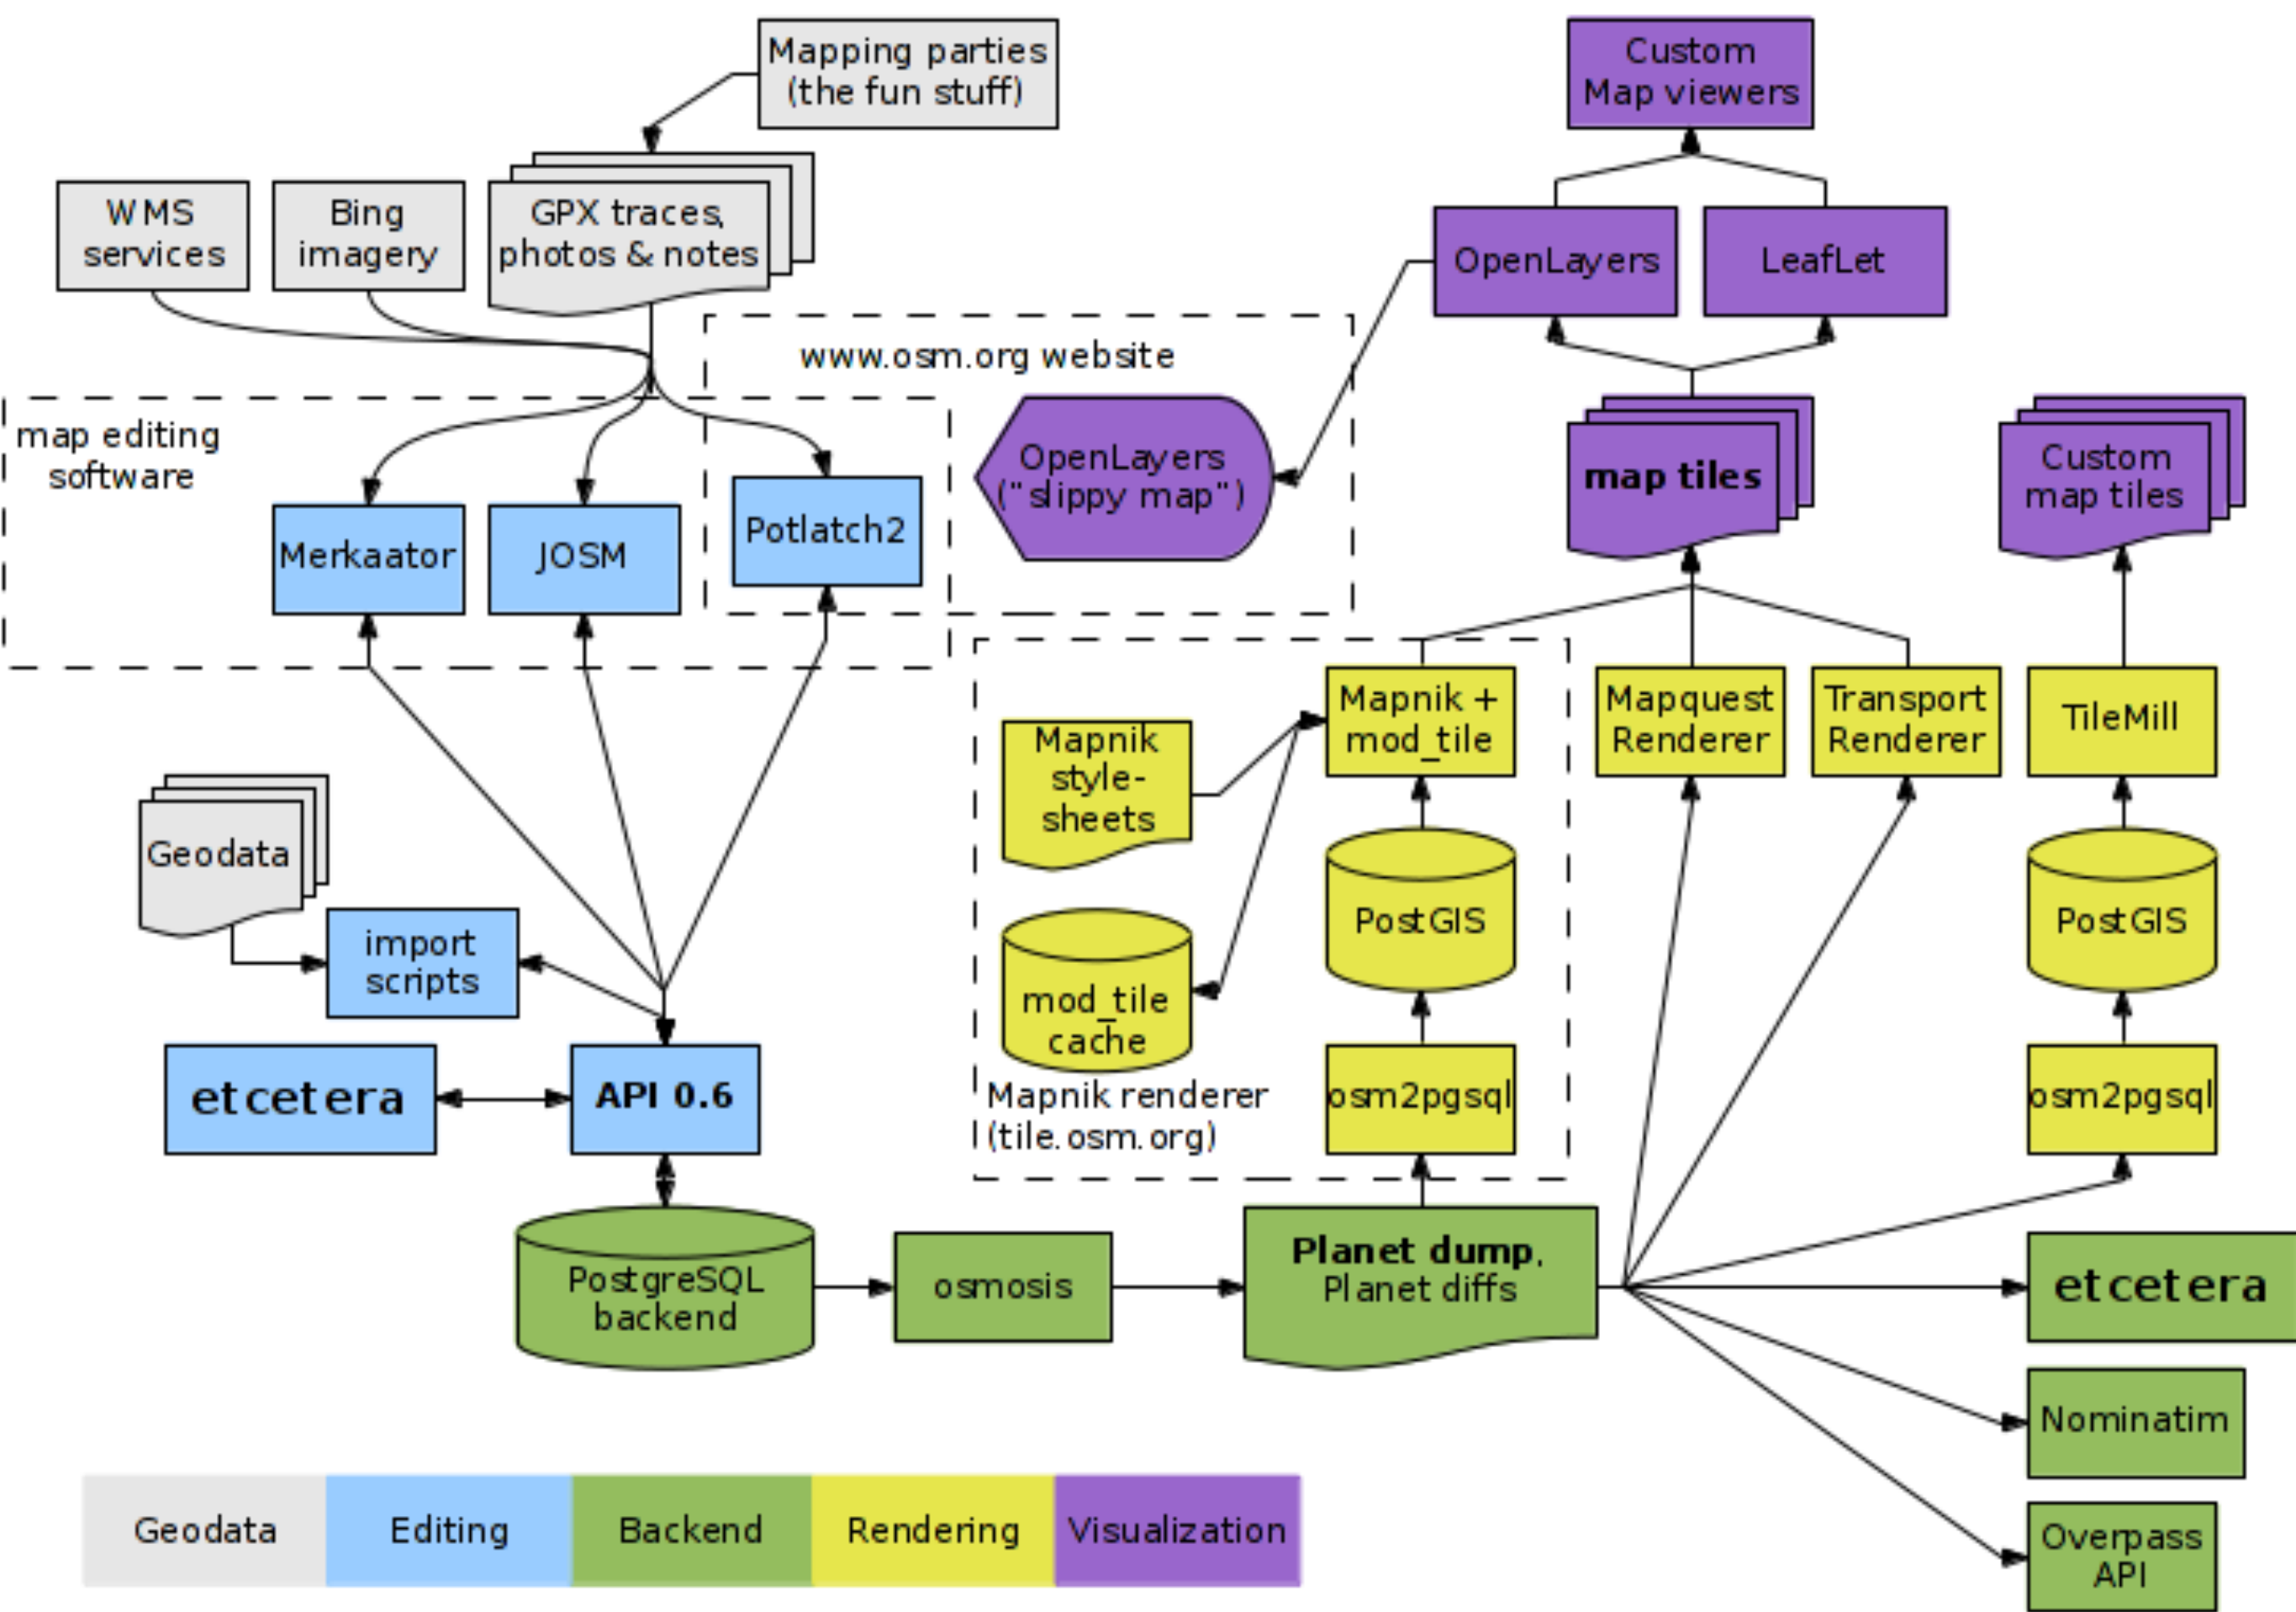 Mapping parties
(the fun stuff)
Custom
Map viewers
WMS
services
Bing
imagery
GPX traces,
photos & notes
OpenLayers
LeafLet
www.osm.org website
map editing
software
OpenLayers
("slippy map")
map tiles
Custom
map tiles
Merkaator
JOSM
Potlatch2
Mapnik
style-
sheets
Mapnik +
mod_tile
Mapquest
Renderer
Transport
Renderer
TileMill
Geodata
import
scripts
PostGIS
PostGIS
mod_tile
cache
etcetera
API 0.6
Mapnik renderer
(tile.osm.org)
osm2pgsql
osm2pgsql
PostgreSQL
backend
osmosis
Planet dump,
Planet diffs
etcetera
Nominatim
Overpass
API
Geodata
Editing
Backend
Rendering
Visualization